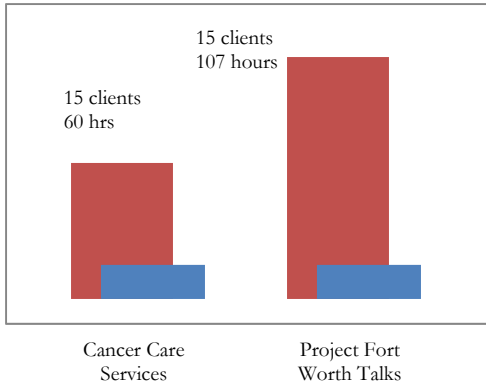 15 clients
60 hrs
15 clients
107 hours
Cancer Care
Services
Project Fort
Worth Talks